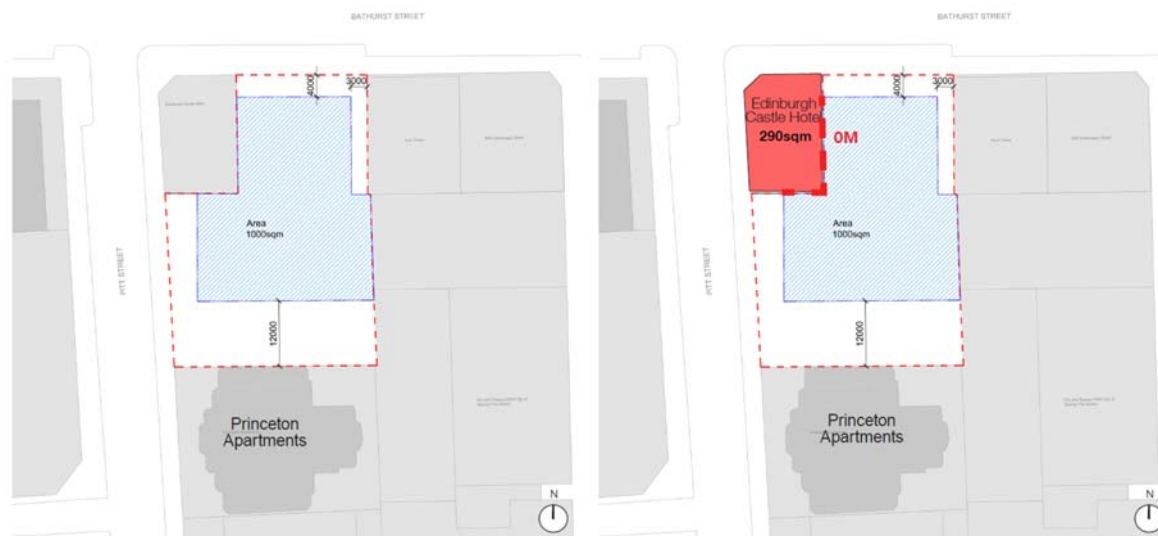 BATHURST STREET
4000
3000
PITT STREET
Area
1000sqm
12000
Princeton
Apartments
N
BATHURST STREET
4000
3000
Edinburgh
Castle Hote
290sqm
0M
PITT STREET
Area
1000sqm
12000
Princeton
Apartments
N